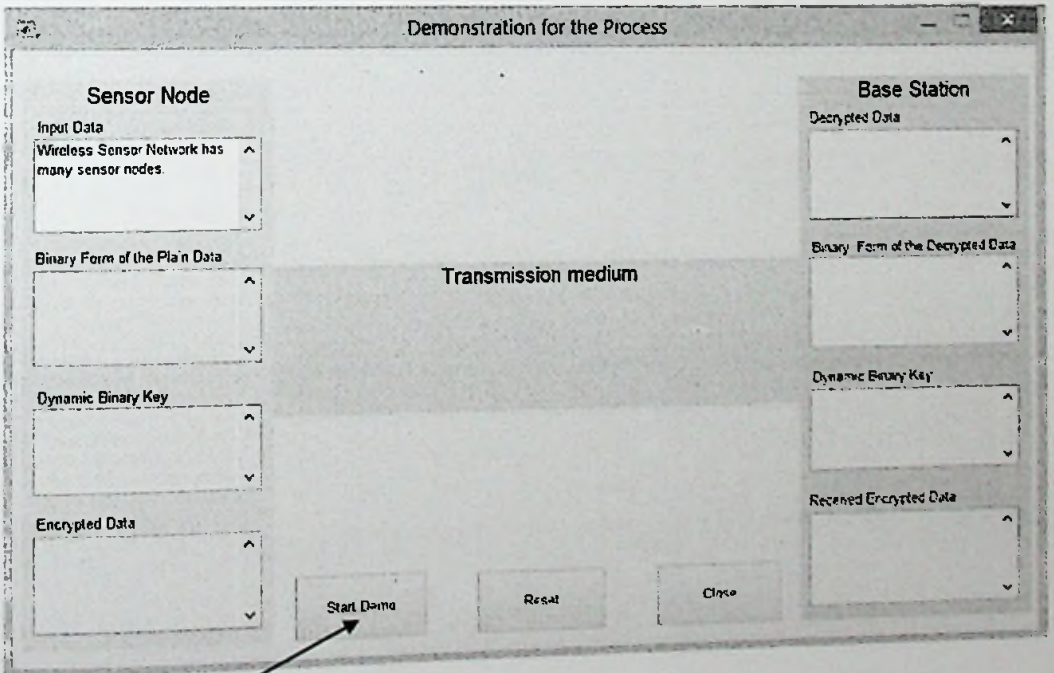 Demonstration for the Process
Sensor Node
Input Data
Wireless Sensor Network has
many sensor nodes.
Binary Form of the Plain Data
Dynamic Binary Key
Encrypted Data
Transmission medium
Start Demo
Reset
Close
Base Station
Decrypted Data
Binary Form of the Decrypted Data
Dynamic Binary Key
Received Encrypted Data